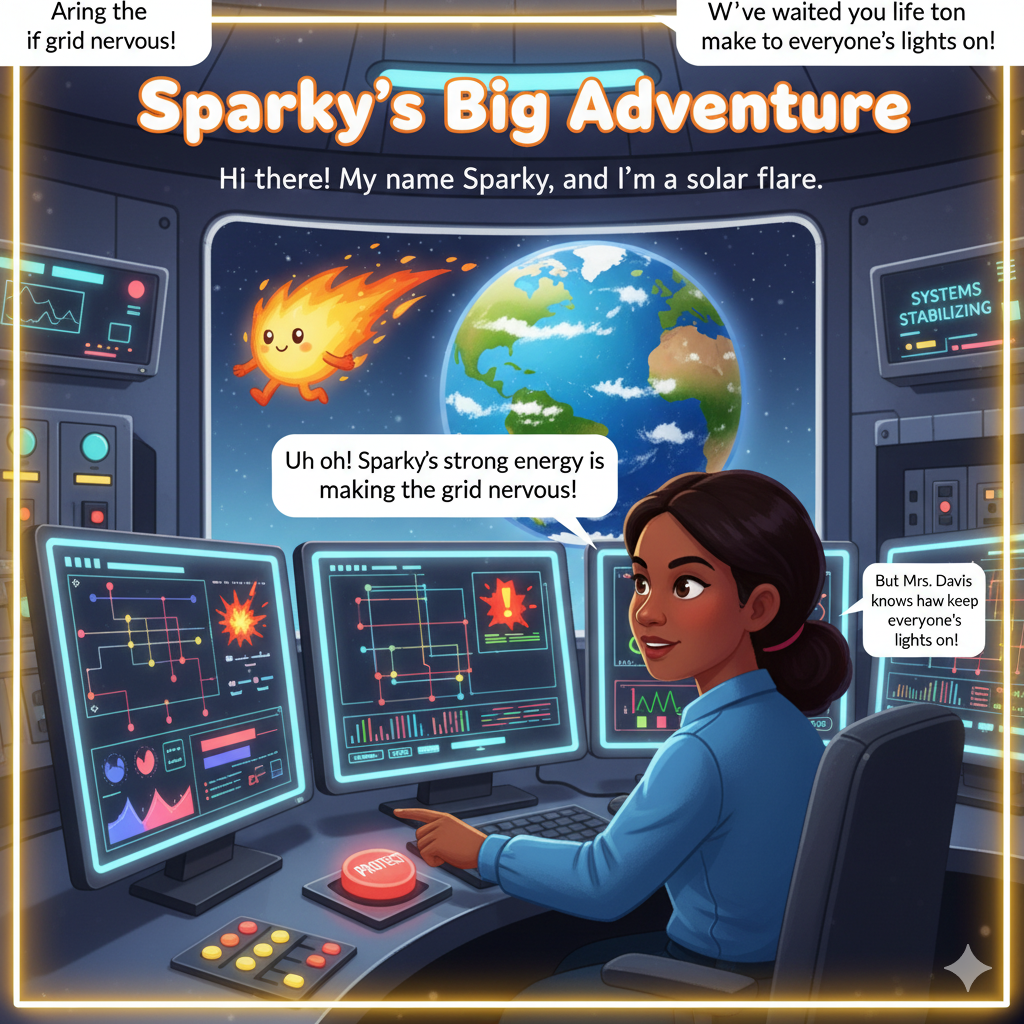 Aring the
if grid nervous!
W've waited you life ton
make to everyone's lights on!
Sparky's Big Adventure
Hi there! My name Sparky, and I'm a solar flare.
SYSTEMS
STABILIZING
Uh oh! Sparky's strong energy is
making the grid nervous!
But Mrs. Davis
knows haw keep
everyone's
lights on!